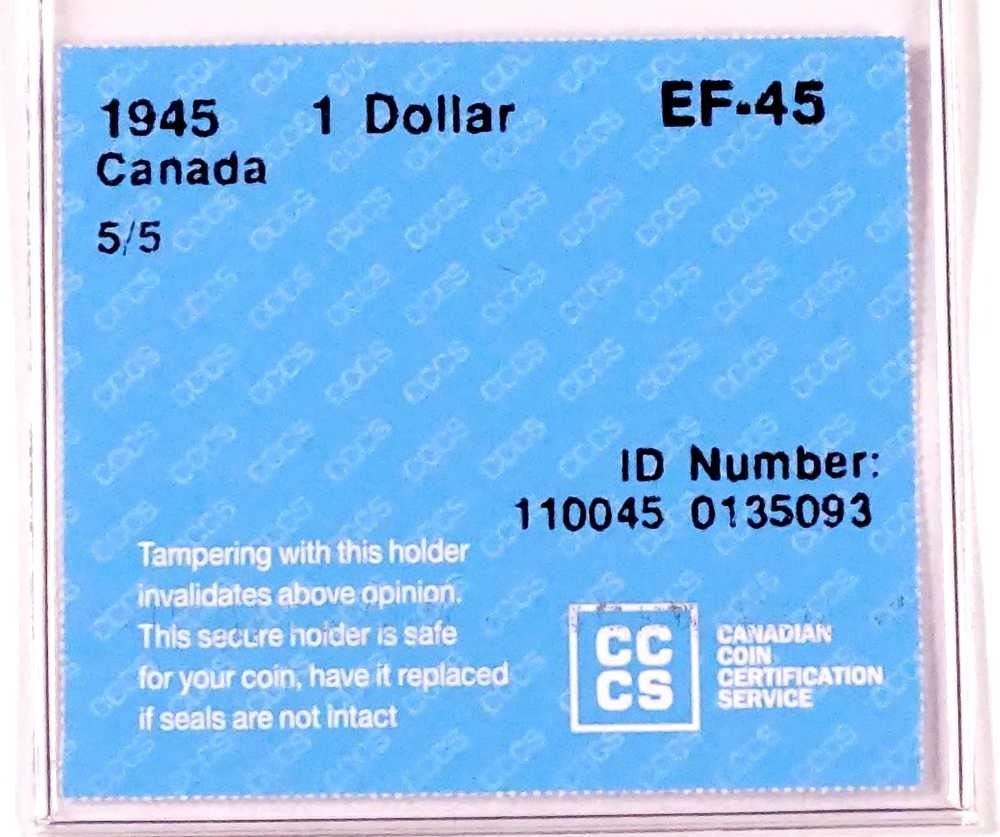 1945 1 Dollar EF-45
Canada
5/5
ID Number:
110045 0135093
Tampering with this holder
invalidates above opinion.
This secure holder is safe
for your coin, have it replaced
if seals are not intact
CC
CS
CANADIAN
COIN
CERTIFICATION
SERVICE